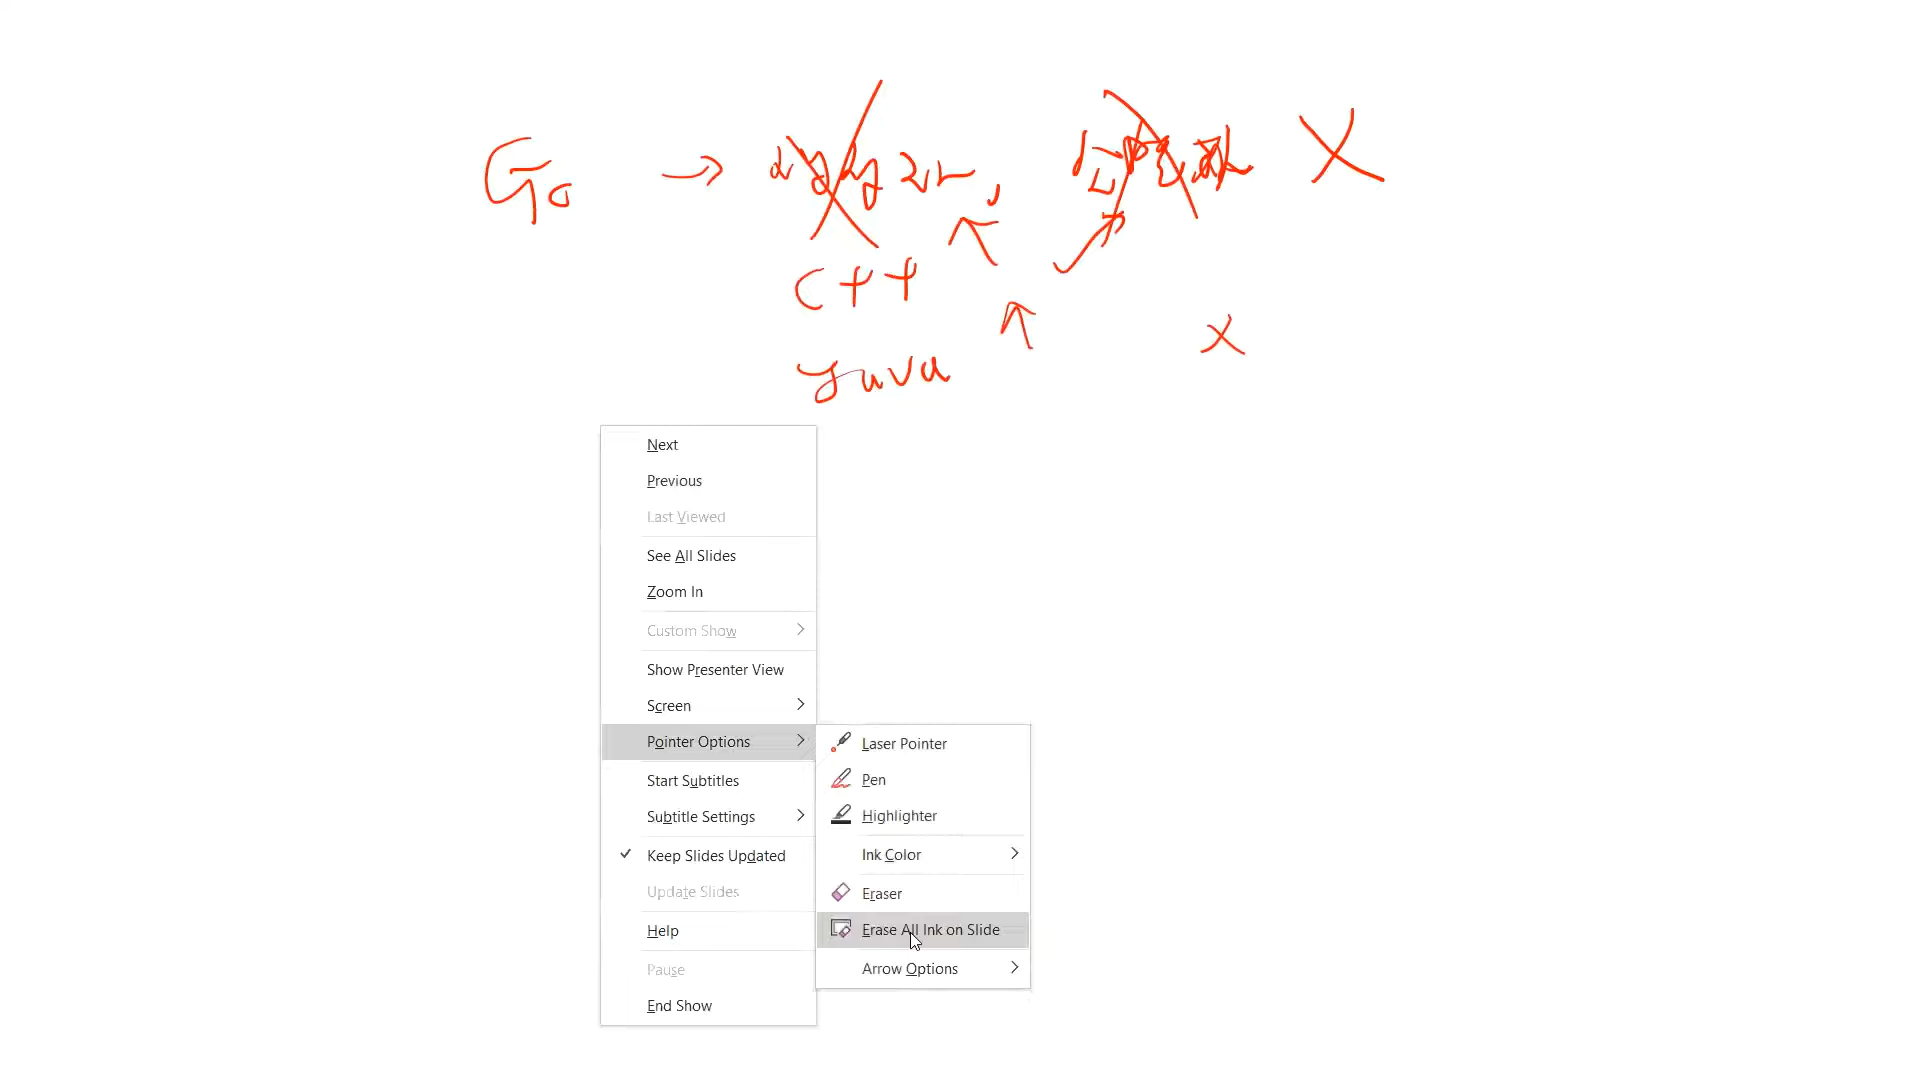 Go →
C++
Java
X
X
Next
Previous
Last Viewed
See All Slides
Zoom In
Custom Show
Show Presenter View
Screen
Pointer Options
Start Subtitles
Subtitle Settings
Keep Slides Updated
Update Slides
Help
Pause
End Show
Laser Pointer
Pen
Highlighter
Ink Color
Eraser
Erase All Ink on Slide
Arrow Options